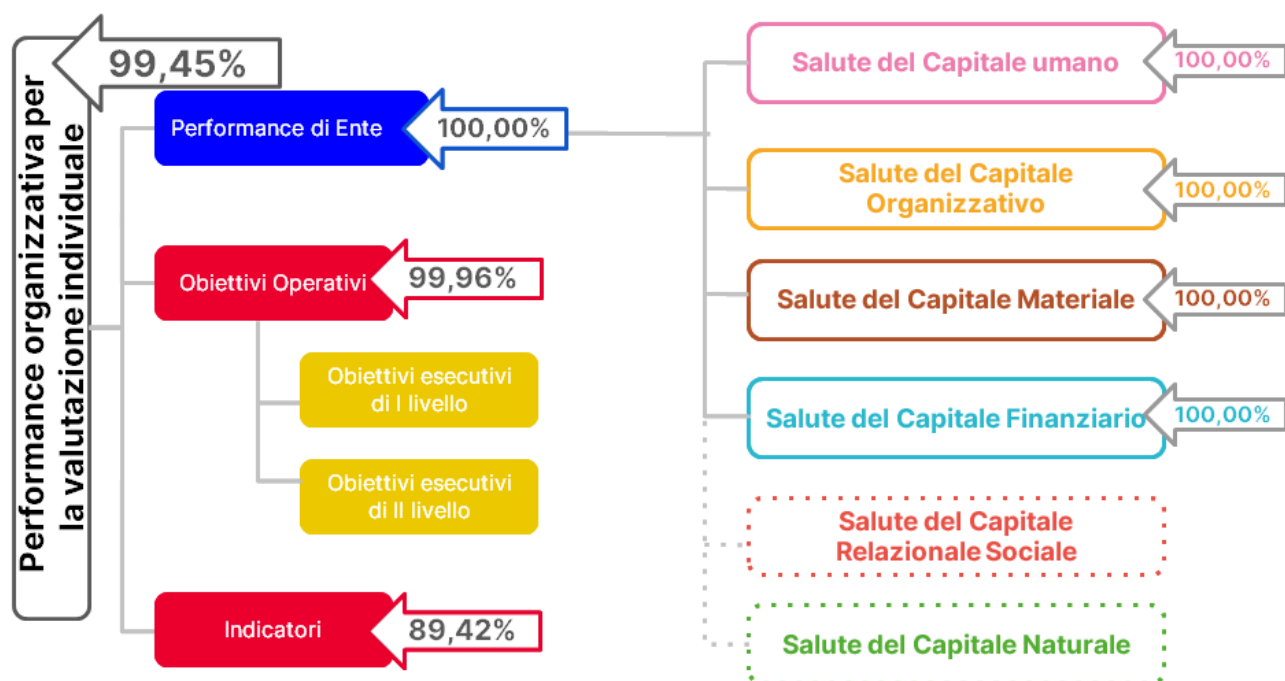 Performance organizzativa per
la valutazione individuale
99,45%
Performance di Ente
100,00%
Obiettivi Operativi
99,96%
Obiettivi esecutivi
di I livello
Obiettivi esecutivi
di II livello
Indicatori
89,42%
Salute del Capitale umano
100,00%
Salute del Capitale
Organizzativo
100,00%
Salute del Capitale Materiale
100,00%
Salute del Capitale Finanziario
100,00%
Salute del Capitale
Relazionale Sociale
Salute del Capitale Naturale